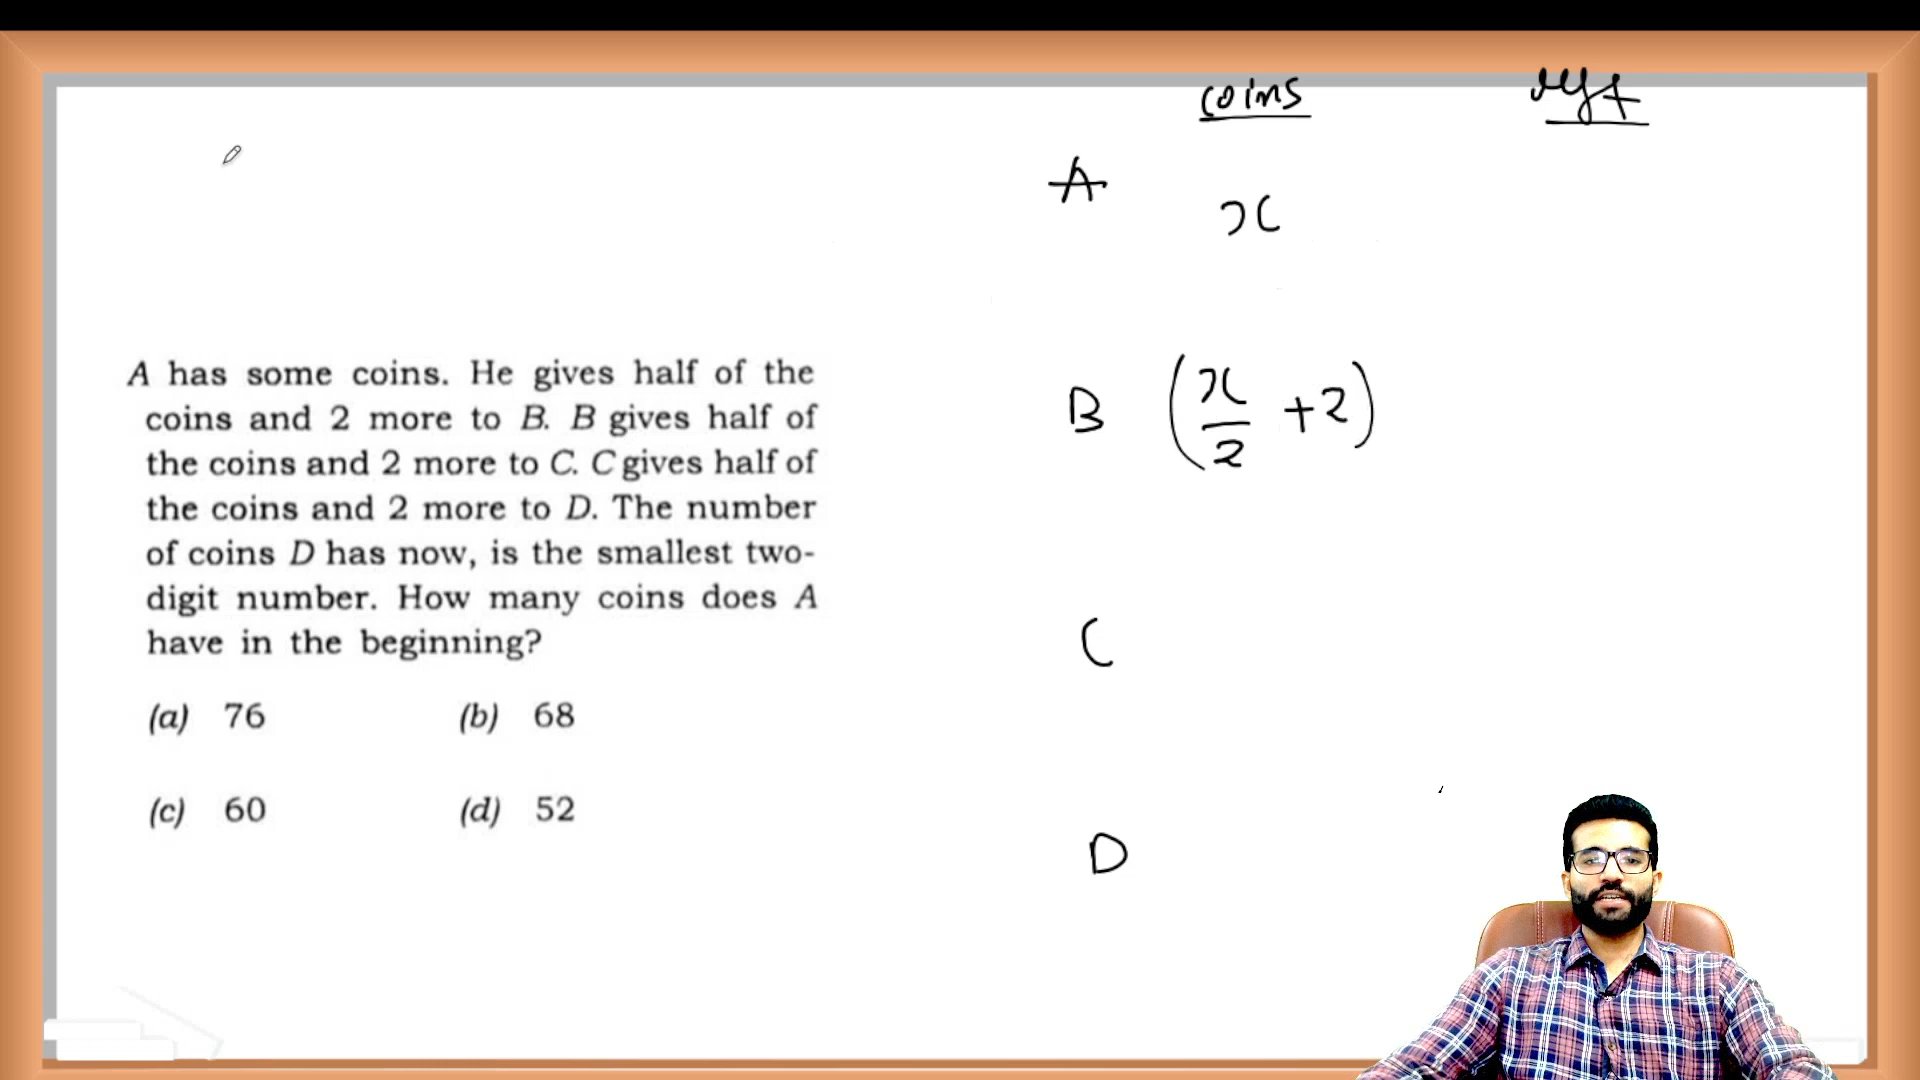 coins
A
x
A has some coins. He gives half of the
coins and 2 more to B. B gives half of
the coins and 2 more to C. C gives half of
the coins and 2 more to D. The number
of coins D has now, is the smallest two-
digit number. How many coins does A
have in the beginning?
(a) 76 (b) 68
(c) 60 (d) 52
B (x/2 + 2)
C
D